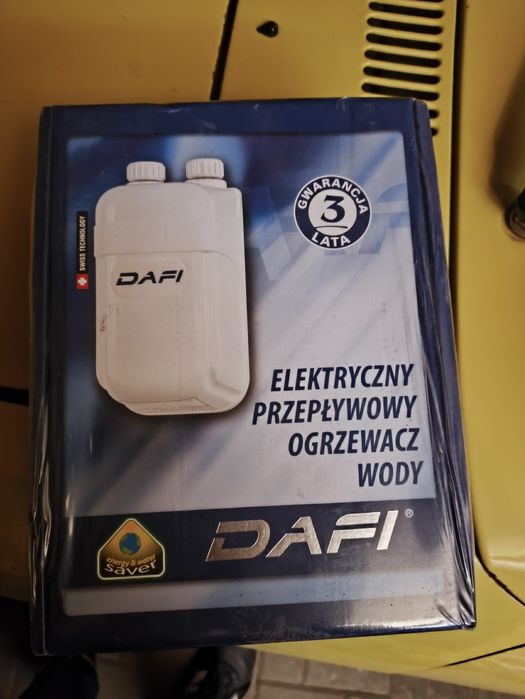 GWARANCJA
3
LATA
SWISS TECHNOLOGY
DAFI
ELEKTRYCZNY
PRZEPŁYWOWY
OGRZEWACZ
WODY
energy & water
saver
DAFI®